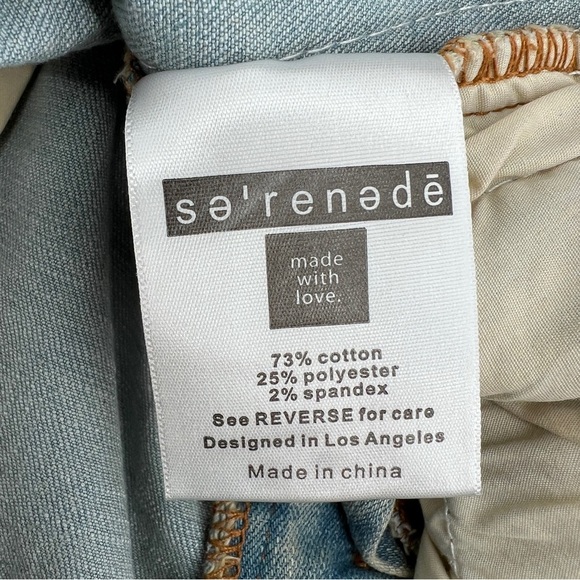 sə'renədē
made
with
love.
73% cotton
25% polyester
2% spandex
See REVERSE for care
Designed in Los Angeles
Made in china